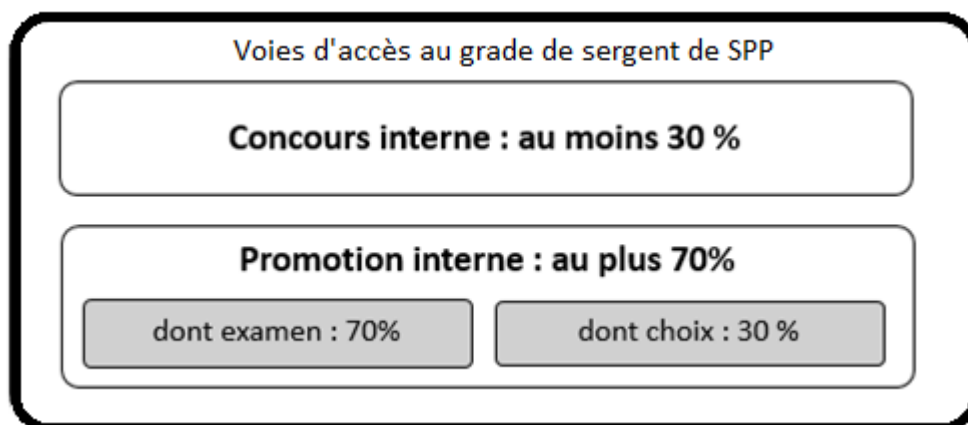 Voies d'accès au grade de sergent de SPP
Concours interne : au moins 30 %
Promotion interne : au plus 70%
dont examen : 70%
dont choix : 30 %